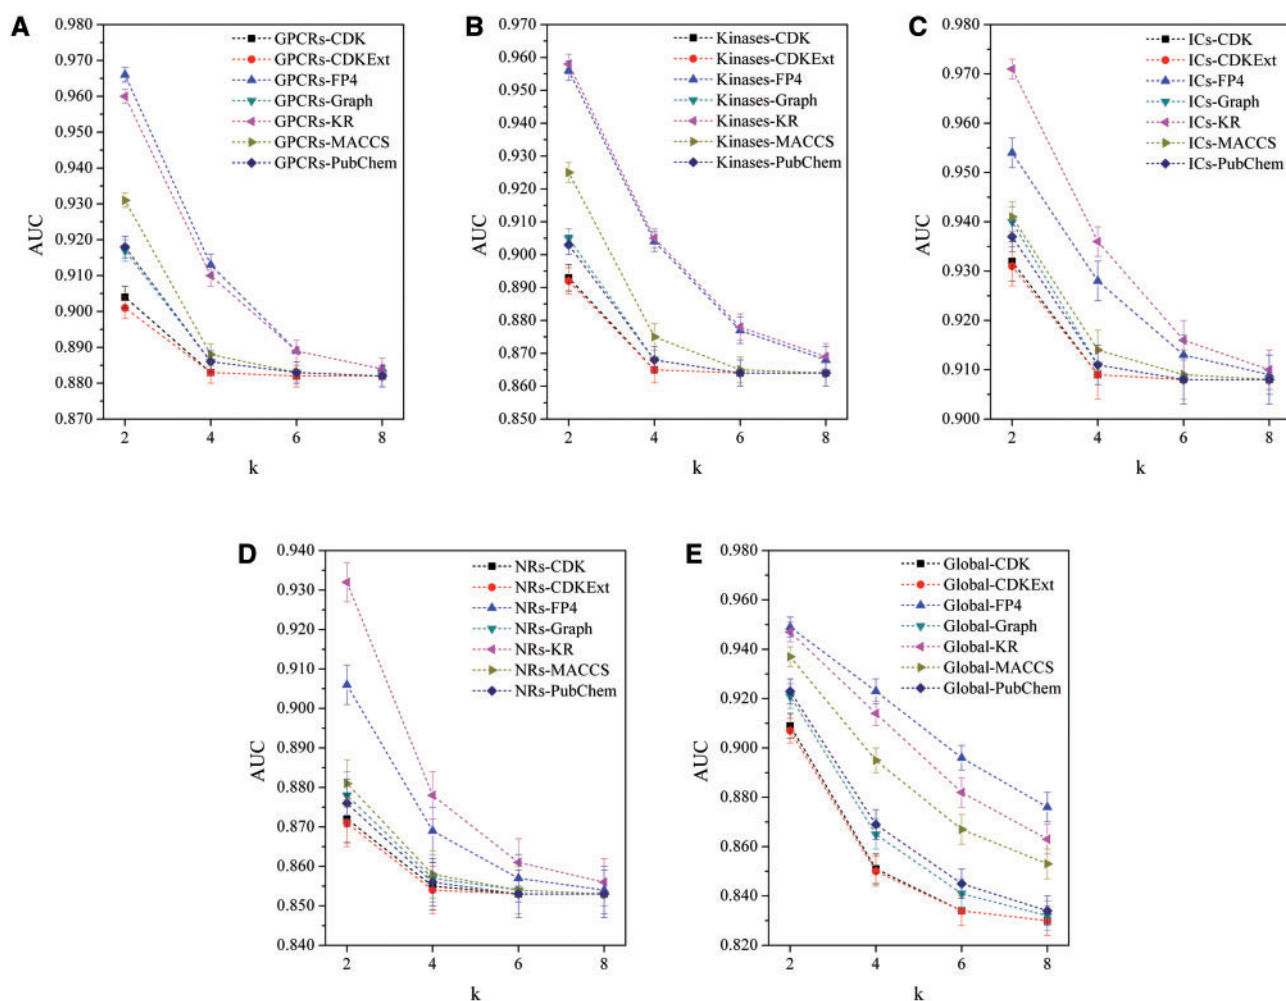 A
0.980
0.970
0.960
0.950
0.940
0.930
0.920
0.910
0.900
0.890
0.880
0.870
AUC
2
4
6
8
k
GPCRs-CDK
GPCRs-CDKExt
GPCRs-FP4
GPCRs-Graph
GPCRs-KR
GPCRs-MACCS
GPCRs-PubChem
B
0.970
0.960
0.950
0.940
0.930
0.920
0.910
0.900
0.890
0.880
0.870
0.860
0.850
AUC
2
4
6
8
k
Kinases-CDK
Kinases-CDKExt
Kinases-FP4
Kinases-Graph
Kinases-KR
Kinases-MACCS
Kinases-PubChem
C
0.980
0.970
0.960
0.950
0.940
0.930
0.920
0.910
0.900
AUC
2
4
6
8
k
ICs-CDK
ICs-CDKExt
ICs-FP4
ICs-Graph
ICs-KR
ICs-MACCS
ICs-PubChem
D
0.940
0.930
0.920
0.910
0.900
0.890
0.880
0.870
0.860
0.850
0.840
AUC
2
4
6
8
k
NRs-CDK
NRs-CDKExt
NRs-FP4
NRs-Graph
NRs-KR
NRs-MACCS
NRs-PubChem
E
0.980
0.960
0.940
0.920
0.900
0.880
0.860
0.840
0.820
AUC
2
4
6
8
k
Global-CDK
Global-CDKExt
Global-FP4
Global-Graph
Global-KR
Global-MACCS
Global-PubChem